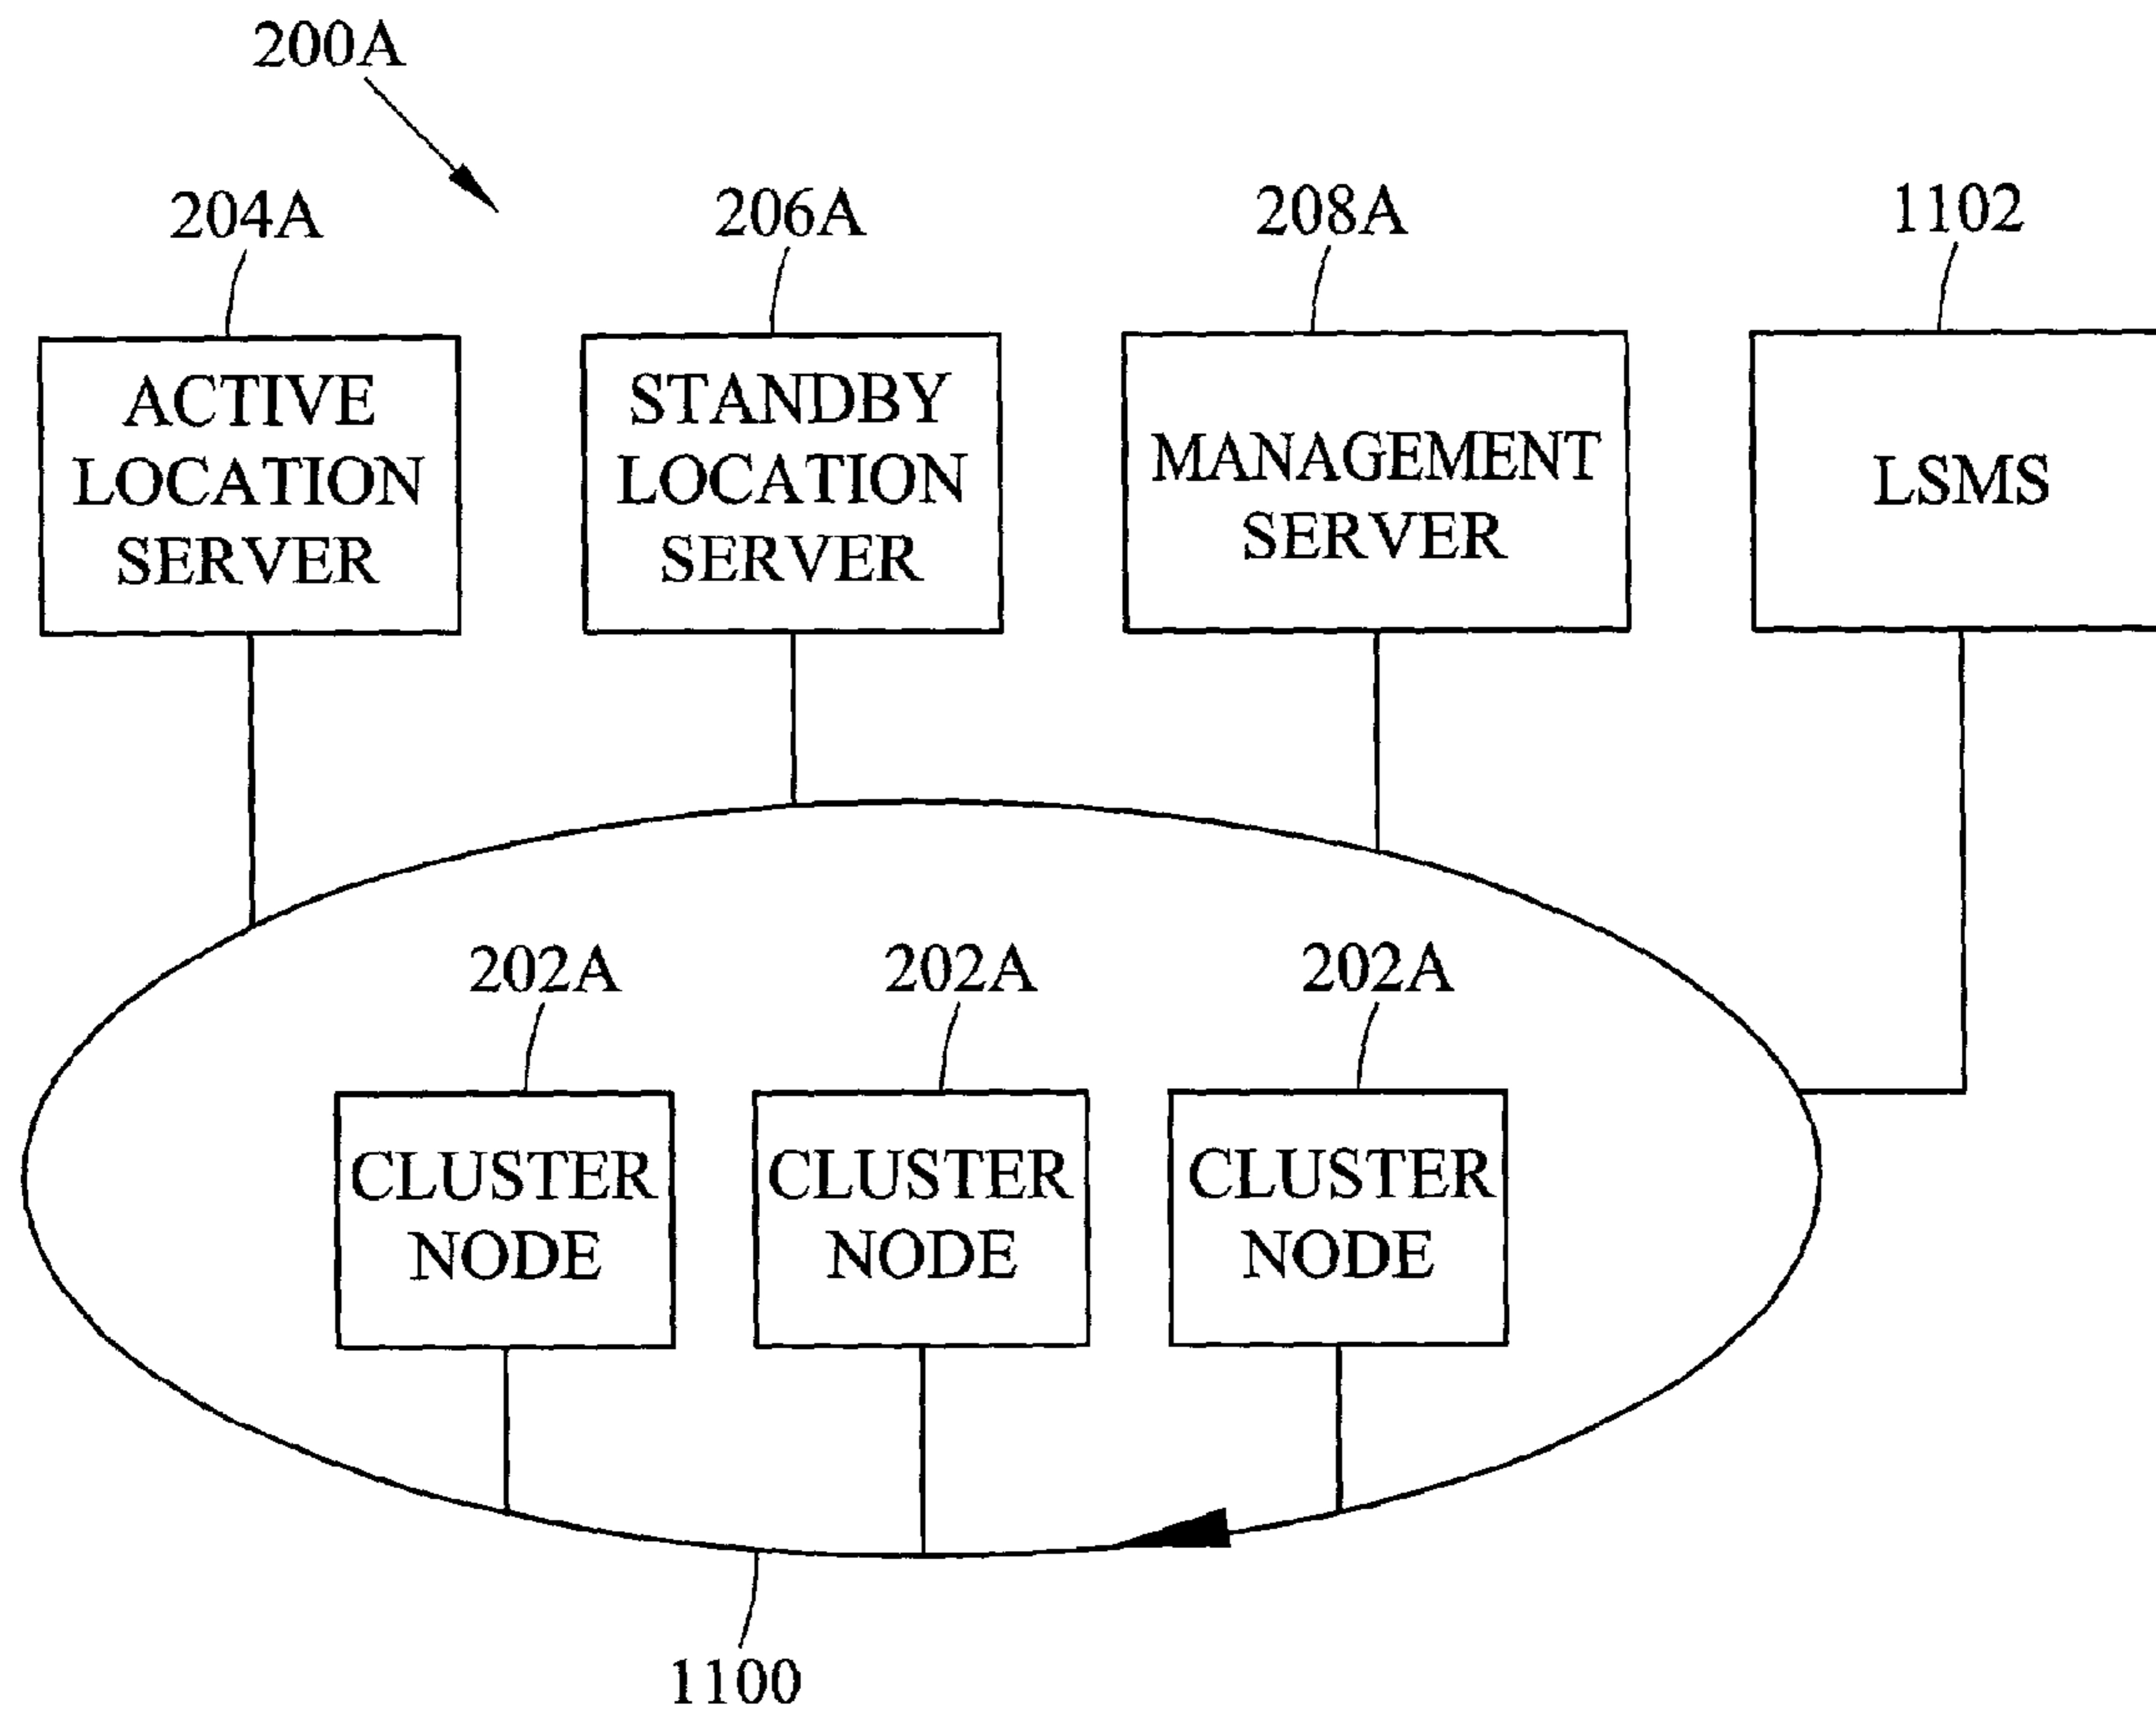 200A
204A
206A
208A
1102
ACTIVE
LOCATION
SERVER
STANDBY
LOCATION
SERVER
MANAGEMENT
SERVER
LSMS
202A
202A
202A
CLUSTER
NODE
CLUSTER
NODE
CLUSTER
NODE
1100